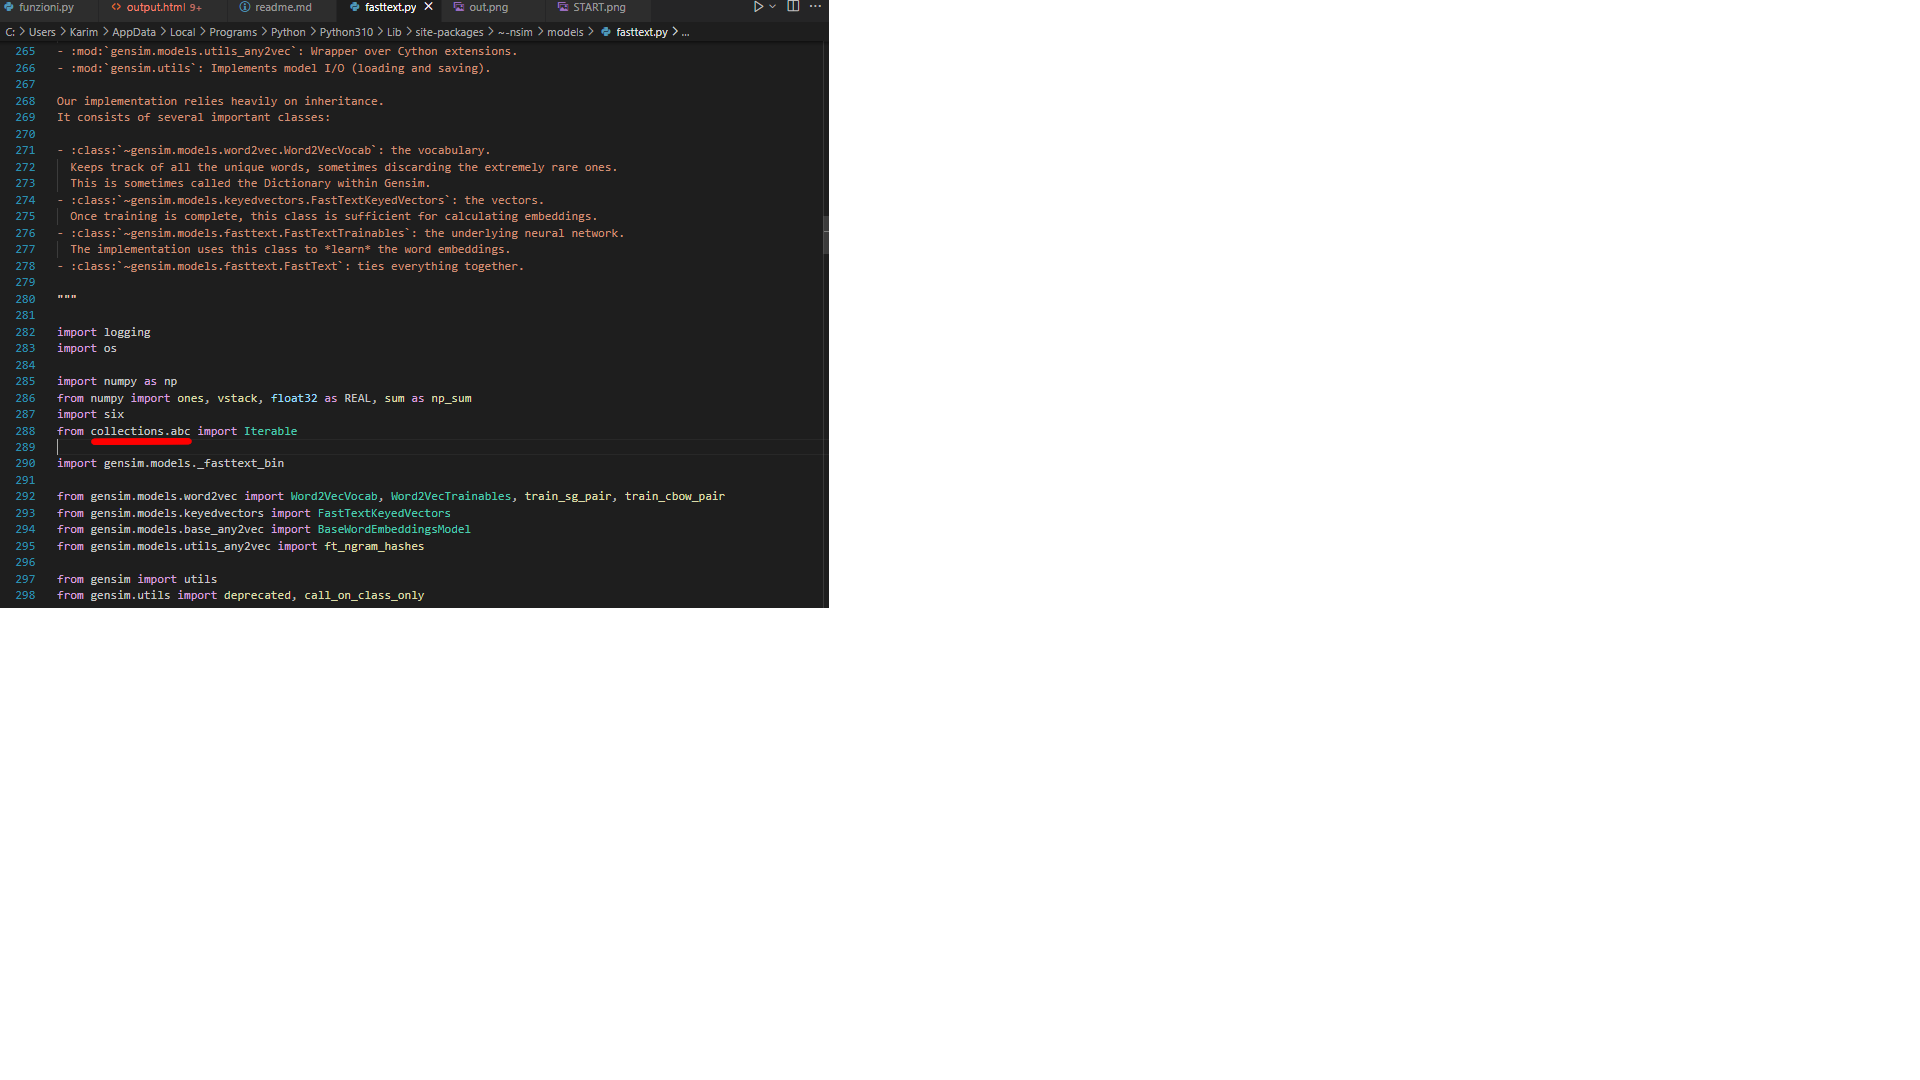 funzioni.py output.html 9+ readme.md fasttext.py out.png START.png
C: > Users > Karim > AppData > Local > Programs > Python > Python310 > Lib > site-packages > ~-nsim > models > fasttext.py > ...
265 - :mod:`gensim.models.utils_any2vec`: Wrapper over Cython extensions.
266 - :mod:`gensim.utils`: Implements model I/O (loading and saving).
267
268 Our implementation relies heavily on inheritance.
269 It consists of several important classes:
270
271 - :class:`~gensim.models.word2vec.Word2VecVocab`: the vocabulary.
272 Keeps track of all the unique words, sometimes discarding the extremely rare ones.
273 This is sometimes called the Dictionary within Gensim.
274 - :class:`~gensim.models.keyedvectors.FastTextKeyedVectors`: the vectors.
275 Once training is complete, this class is sufficient for calculating embeddings.
276 - :class:`~gensim.models.fasttext.FastTextTrainables`: the underlying neural network.
277 The implementation uses this class to *learn* the word embeddings.
278 - :class:`~gensim.models.fasttext.FastText`: ties everything together.
279
280 """
281
282 import logging
283 import os
284
285 import numpy as np
286 from numpy import ones, vstack, float32 as REAL, sum as np_sum
287 import six
288 from collections.abc import Iterable
289
290 import gensim.models._fasttext_bin
291
292 from gensim.models.word2vec import Word2VecVocab, Word2VecTrainables, train_sg_pair, train_cbow_pair
293 from gensim.models.keyedvectors import FastTextKeyedVectors
294 from gensim.models.base_any2vec import BaseWordEmbeddingsModel
295 from gensim.models.utils_any2vec import ft_ngram_hashes
296
297 from gensim import utils
298 from gensim.utils import deprecated, call_on_class_only